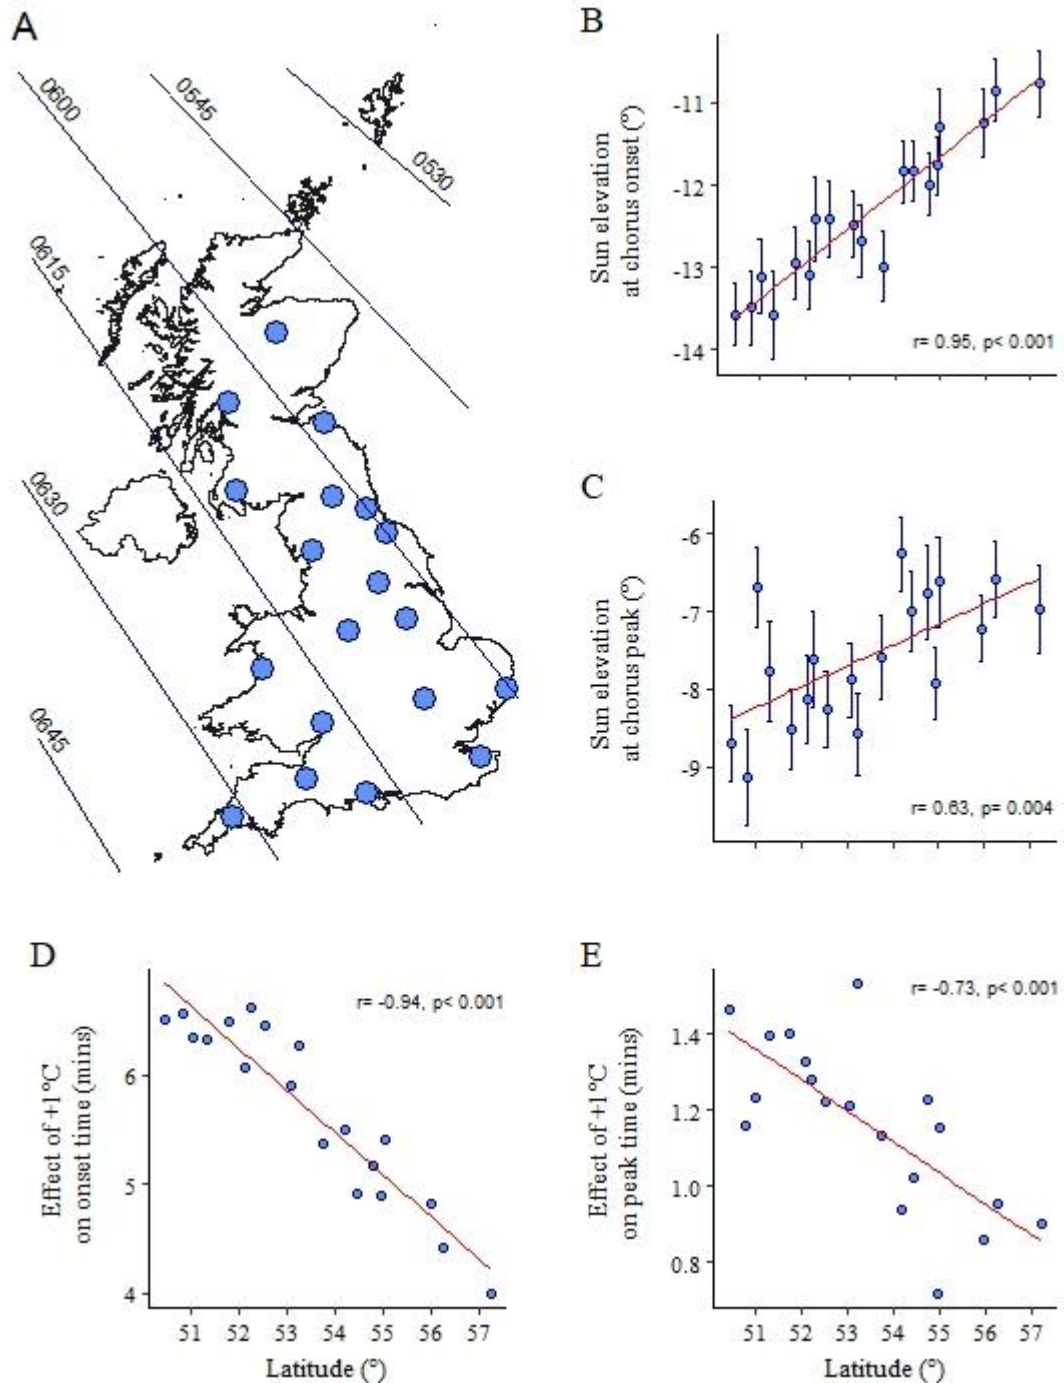 A
0600
0545
0530
0615
0630
0645
B
Sun elevation
at chorus onset (°)
-11
-12
-13
-14
r= 0.95, p< 0.001
C
Sun elevation
at chorus peak (°)
-6
-7
-8
-9
r= 0.63, p= 0.004
D
Effect of +1 °C
on onset time (mins)
6
5
4
r= -0.94, p< 0.001
51 52 53 54 55 56 57
Latitude (°)
E
Effect of +1 °C
on peak time (mins)
1.4
1.2
1.0
0.8
r= -0.73, p< 0.001
51 52 53 54 55 56 57
Latitude (°)